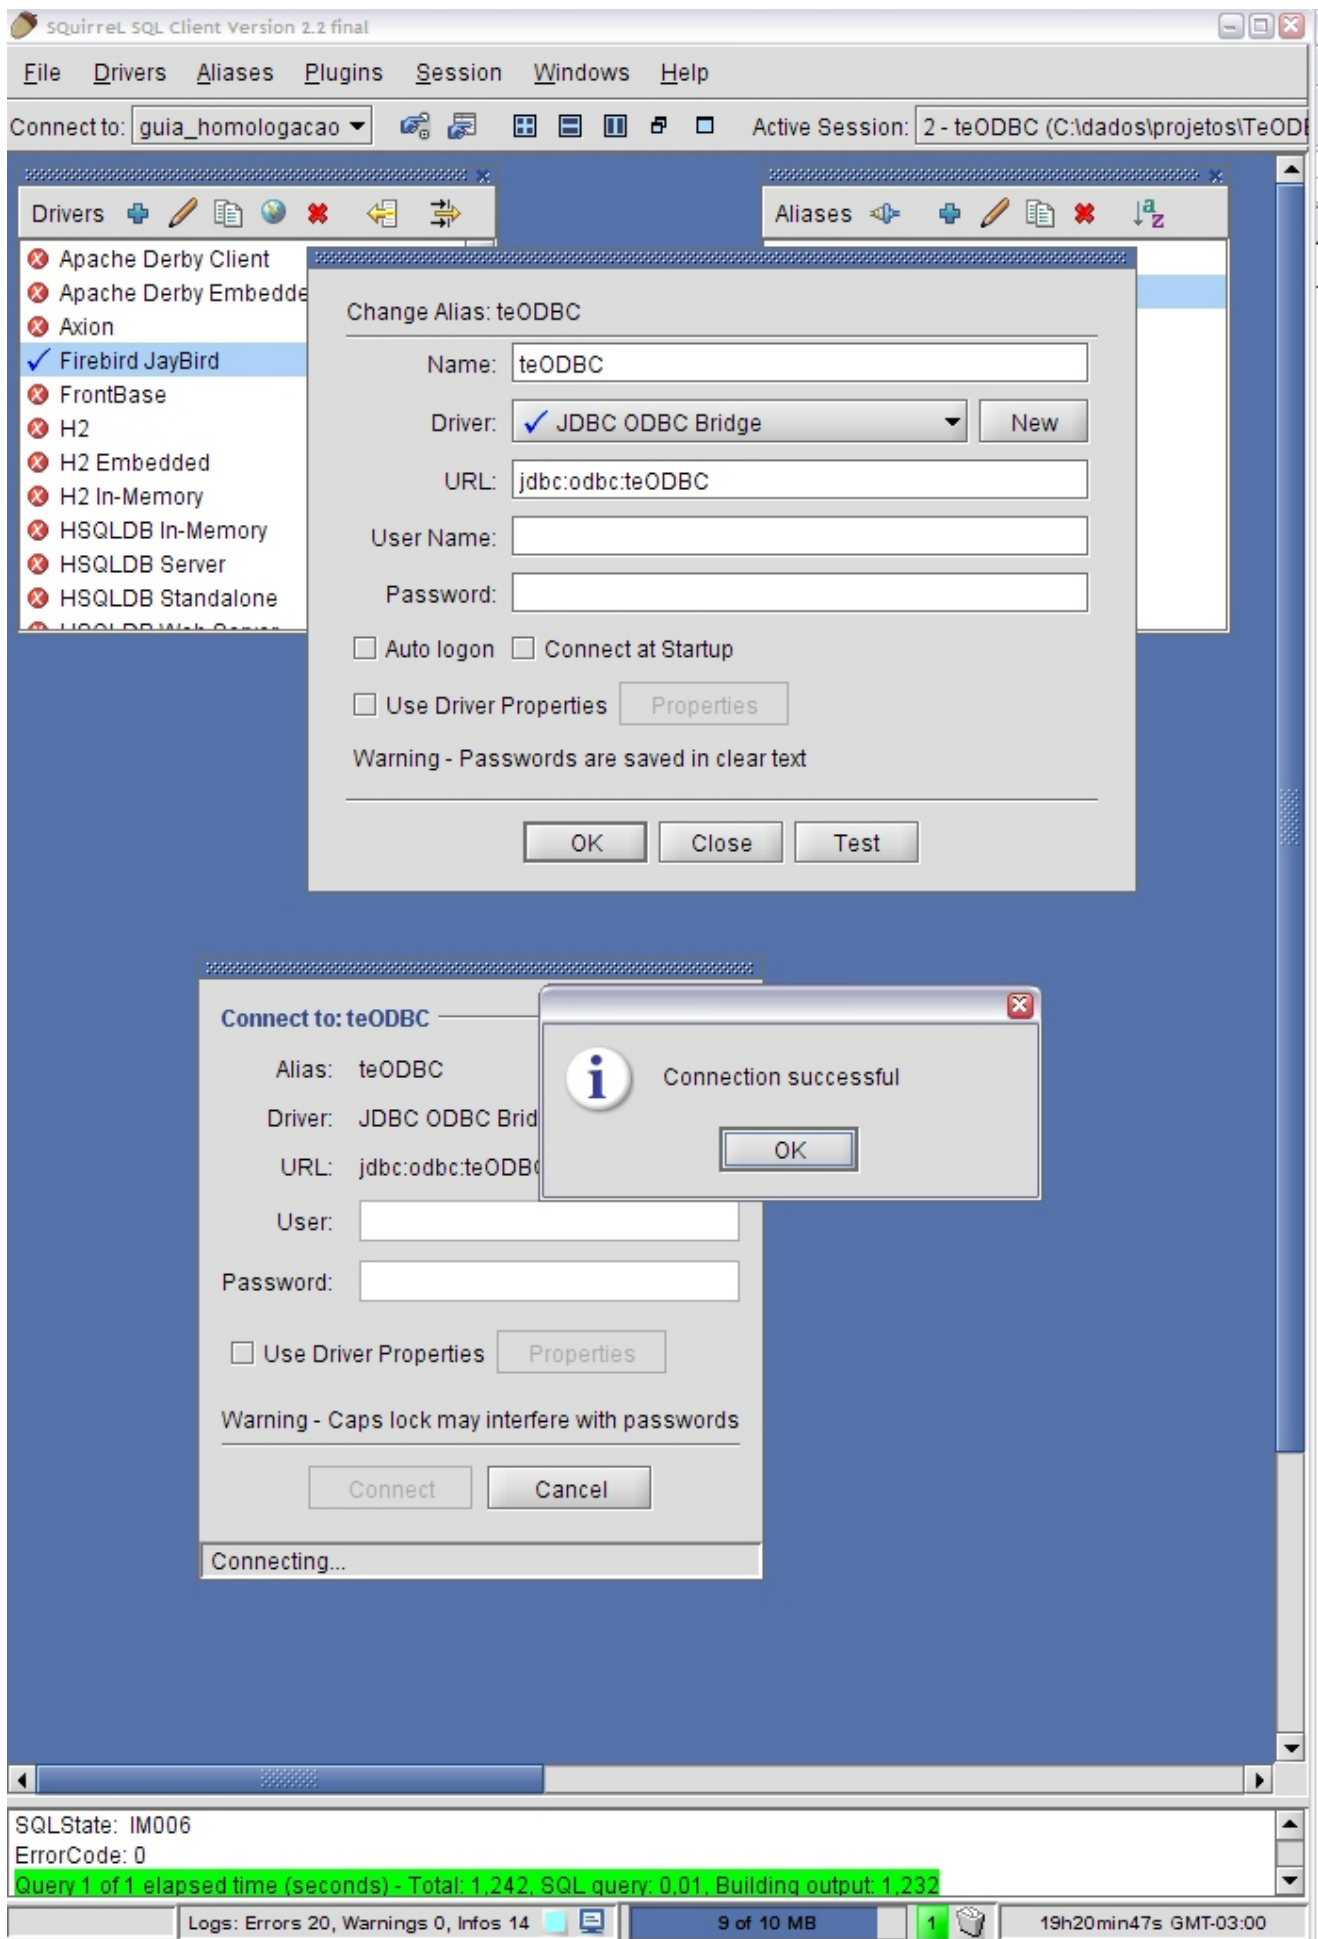 SQuirreL SQL Client Version 2.2 final
File Drivers Aliases Plugins Session Windows Help
Connect to: guia_homologacao Active Session: 2 - teODBC (C:\dados\projetos\TeODB
Drivers
Apache Derby Client
Apache Derby Embedde
Axion
Firebird JayBird
FrontBase
H2
H2 Embedded
H2 In-Memory
HSQLDB In-Memory
HSQLDB Server
HSQLDB Standalone
Aliases
Change Alias: teODBC
Name: teODBC
Driver: JDBC ODBC Bridge New
URL: jdbc:odbc:teODBC
User Name:
Password:
Auto logon Connect at Startup
Use Driver Properties Properties
Warning - Passwords are saved in clear text
OK Close Test
Connect to: teODBC
Alias: teODBC
Driver: JDBC ODBC Brid
URL: jdbc:odbc:teODB
User:
Password:
Use Driver Properties Properties
Warning - Caps lock may interfere with passwords
Connect Cancel
Connecting...
Connection successful
OK
SQLState: IM006
ErrorCode: 0
Query 1 of 1 elapsed time (seconds) - Total: 1,242, SQL query: 0,01, Building output: 1,232
Logs: Errors 20, Warnings 0, Infos 14 9 of 10 MB 1 19h20min47s GMT-03:00